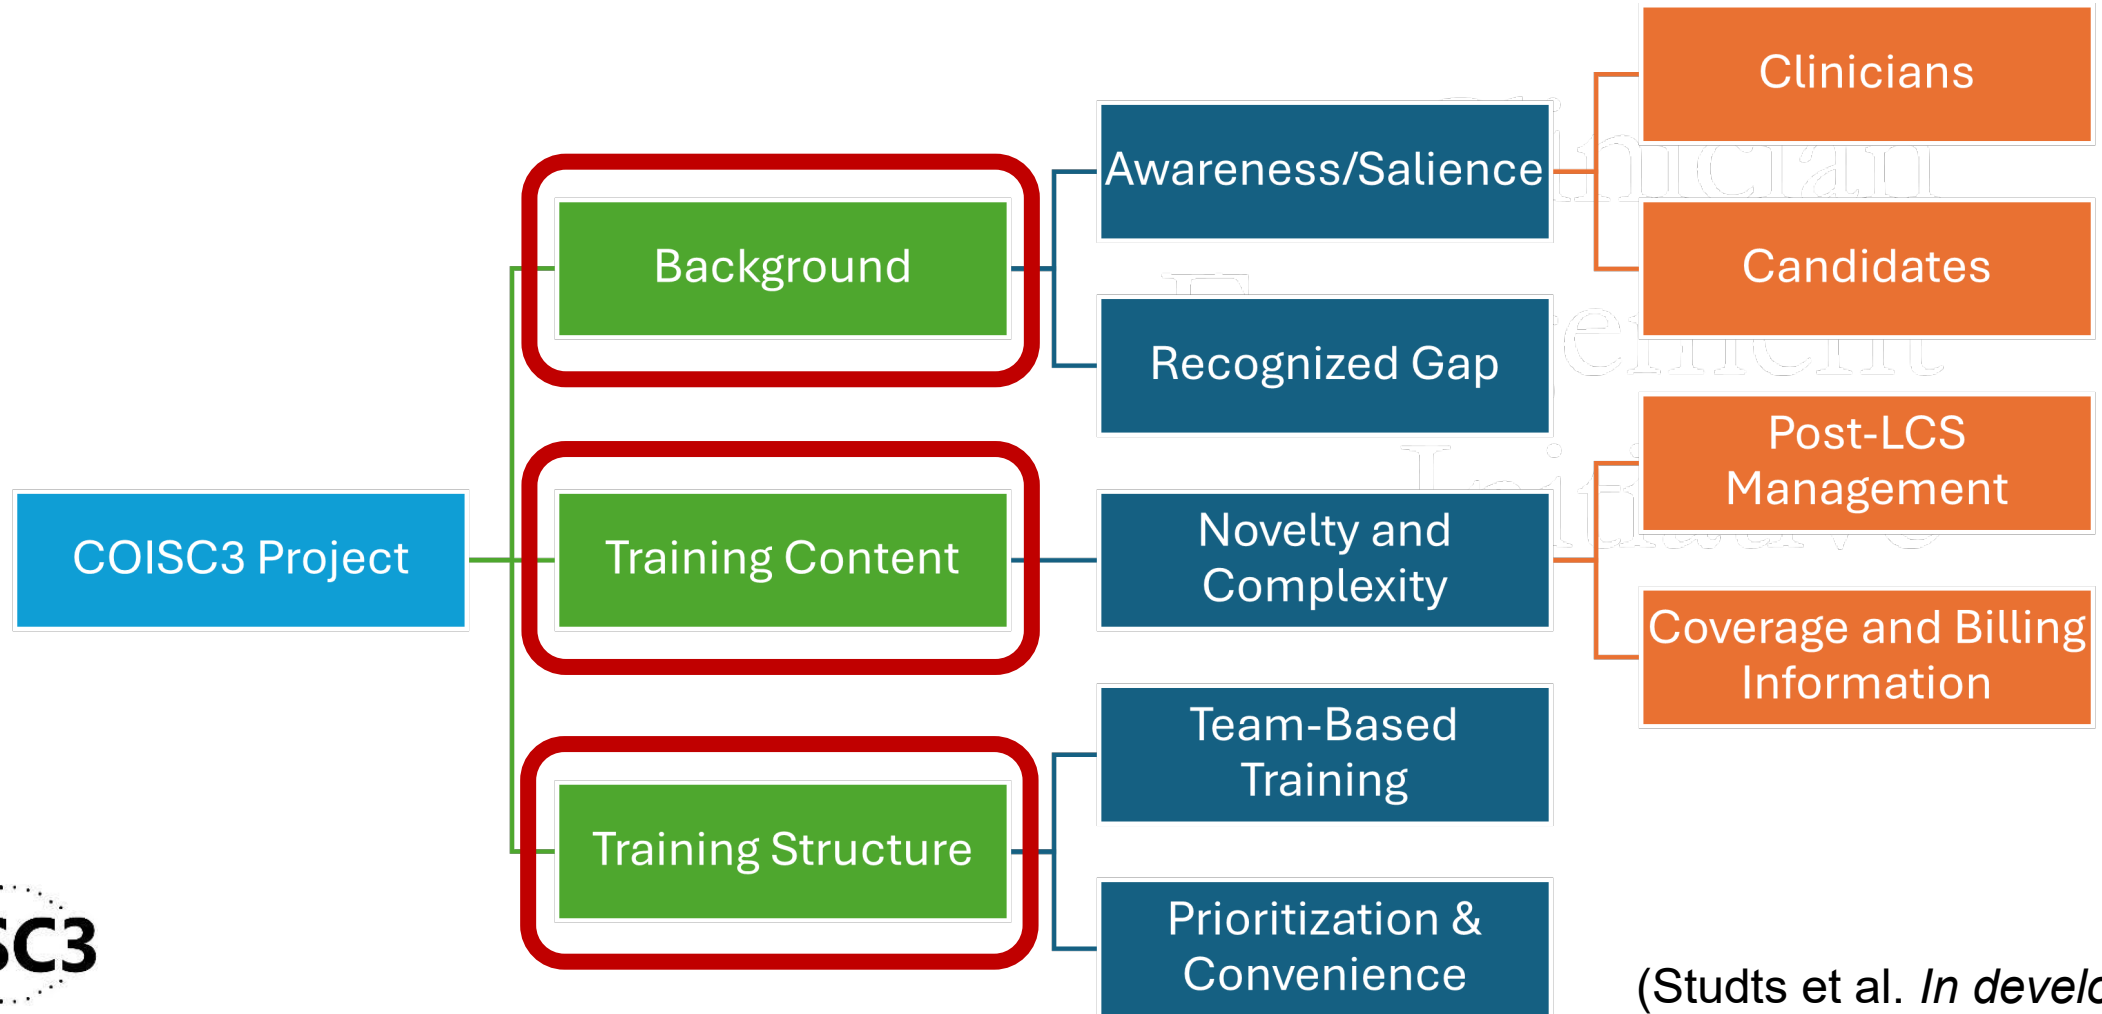 COISC3 Project
Background
Training Content
Training Structure
Awareness/Salience
Recognized Gap
Novelty and
Complexity
Team-Based
Training
Prioritization &
Convenience
Clinicians
Candidates
Post-LCS
Management
Coverage and Billing
Information
SC3
(Studts et al. In develo